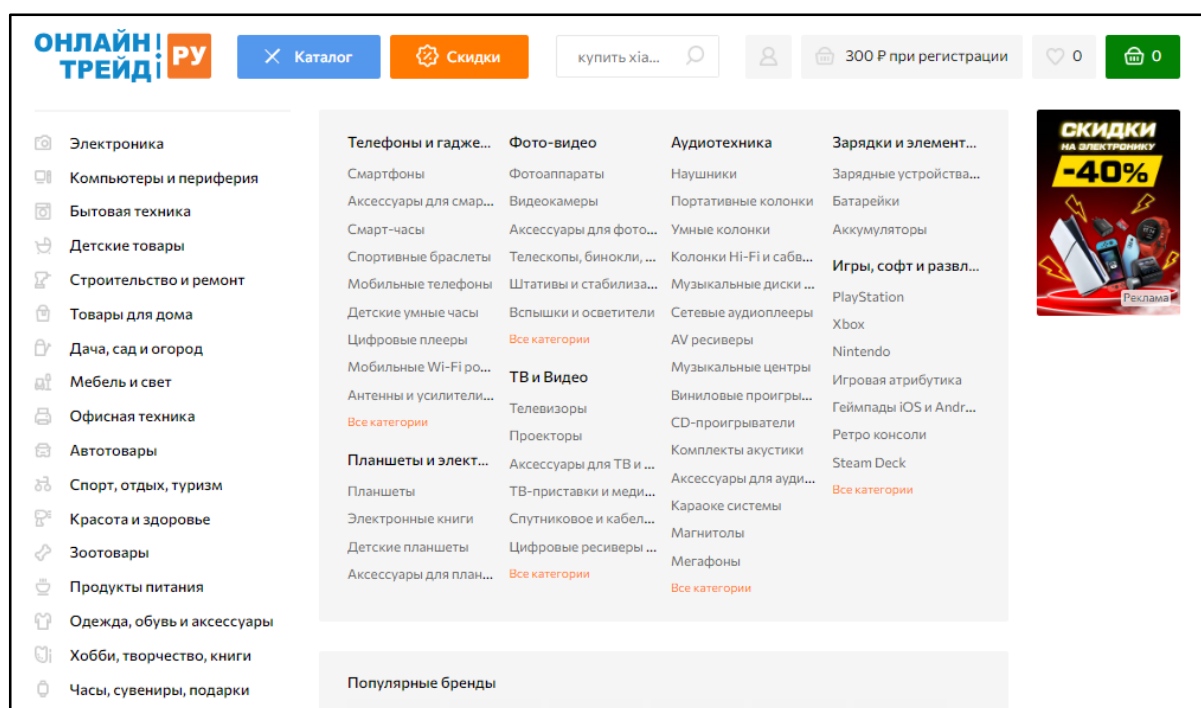 ОНЛАЙН
ТРЕЙД
РУ
Каталог
Скидки
купить xia...
300 ₽ при регистрации
0
0
Электроника
Компьютеры и периферия
Бытовая техника
Детские товары
Строительство и ремонт
Товары для дома
Дача, сад и огород
Мебель и свет
Офисная техника
Автотовары
Спорт, отдых, туризм
Красота и здоровье
Зоотовары
Продукты питания
Одежда, обувь и аксессуары
Хобби, творчество, книги
Часы, сувениры, подарки
Телефоны и гадже...
Смартфоны
Аксессуары для смар...
Смарт-часы
Спортивные браслеты
Мобильные телефоны
Детские умные часы
Цифровые плееры
Мобильные Wi-Fi ро...
Антенны и усилители...
Все категории
Планшеты и элект...
Планшеты
Электронные книги
Детские планшеты
Аксессуары для план...
Фото-видео
Фотоаппараты
Видеокамеры
Аксессуары для фото...
Телескопы, бинокли, ...
Штативы и стабилиза...
Вспышки и осветители
Все категории
ТВ и Видео
Телевизоры
Проекторы
Аксессуары для ТВ и ...
ТВ-приставки и меди...
Спутниковое и кабел...
Цифровые ресиверы ...
Все категории
Аудиотехника
Наушники
Портативные колонки
Умные колонки
Колонки Hi-Fi и сабв...
Музыкальные диски ...
Сетевые аудиоплееры
AV ресиверы
Музыкальные центры
Виниловые проигры...
CD-проигрыватели
Комплекты акустики
Аксессуары для ауди...
Караоке системы
Магнитолы
Мегафоны
Все категории
Зарядки и элемент...
Зарядные устройства...
Батарейки
Аккумуляторы
Игры, софт и развл...
PlayStation
Xbox
Nintendo
Игровая атрибутика
Геймпады iOS и Andr...
Ретро консоли
Steam Deck
Все категории
СКИДКИ
НА ЭЛЕКТРОНИКУ
-40%
Реклама
Популярные бренды